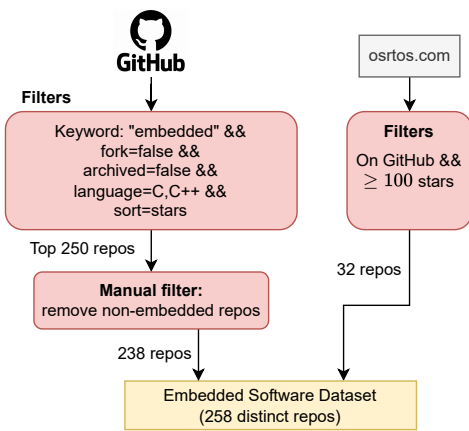 GitHub
Filters
Keyword: "embedded" &&
fork=false &&
archived=false &&
language=C,C++ &&
sort=stars
Top 250 repos
Manual filter:
remove non-embedded repos
238 repos
osrtos.com
Filters
On GitHub &&
≥ 100 stars
32 repos
Embedded Software Dataset
(258 distinct repos)